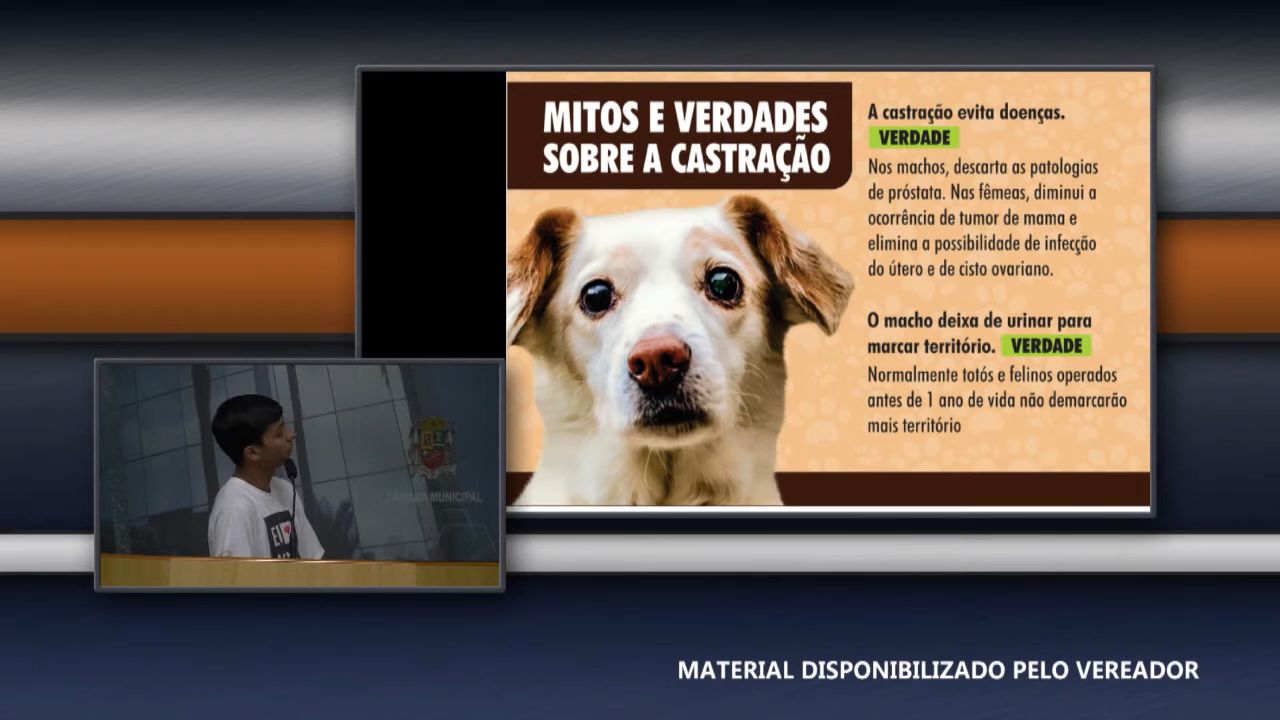 MITOS E VERDADES
SOBRE A CASTRAÇÃO
A castração evita doenças.
VERDADE
Nos machos, descarta as patologias
de próstata. Nas fêmeas, diminui a
ocorrência de tumor de mama e
elimina a possibilidade de infecção
do útero e de cisto ovariano.
O macho deixa de urinar para
marcar território. VERDADE
Normalmente totós e felinos operados
antes de 1 ano de vida não demarcarão
mais território
CÂMARA MUNICIPAL
MATERIAL DISPONIBILIZADO PELO VEREADOR